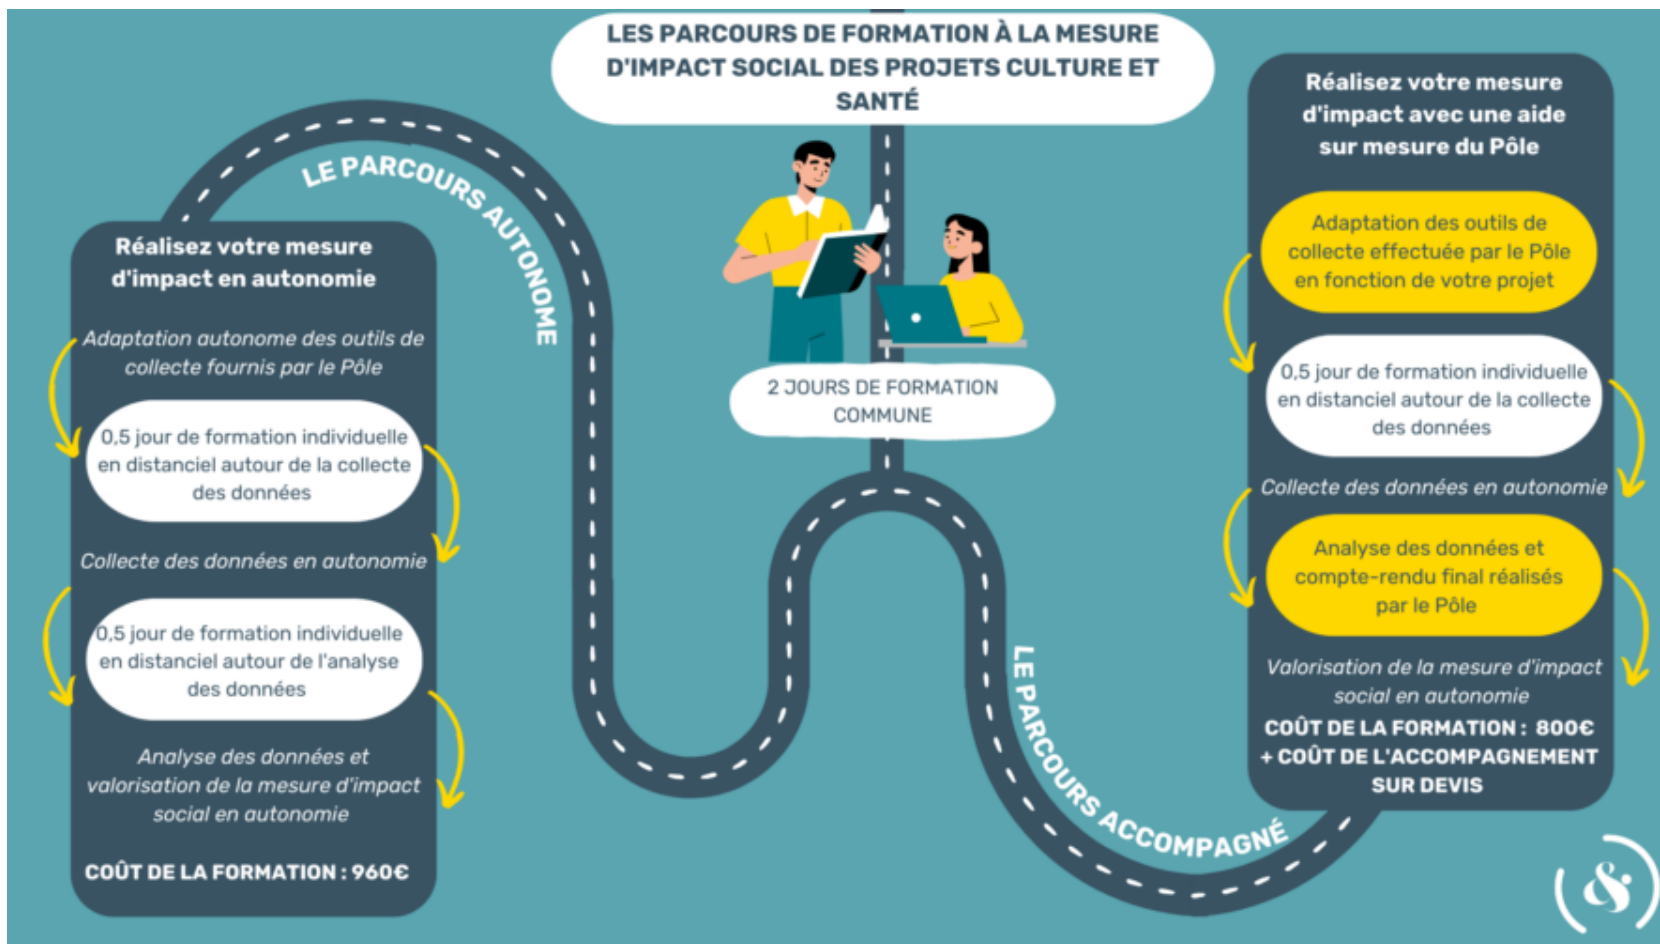 LES PARCOURS DE FORMATION À LA MESURE
D'IMPACT SOCIAL DES PROJETS CULTURE ET
SANTÉ
2 JOURS DE FORMATION
COMMUNE
LE PARCOURS AUTONOME
Réalisez votre mesure
d'impact en autonomie
Adaptation autonome des outils de
collecte fournis par le Pôle
0,5 jour de formation individuelle
en distanciel autour de la collecte
des données
Collecte des données en autonomie
0,5 jour de formation individuelle
en distanciel autour de l'analyse
des données
Analyse des données et
valorisation de la mesure d'impact
social en autonomie
COÛT DE LA FORMATION : 960€
LE PARCOURS ACCOMPAGNÉ
Réalisez votre mesure
d'impact avec une aide
sur mesure du Pôle
Adaptation des outils de
collecte effectuée par le Pôle
en fonction de votre projet
0,5 jour de formation individuelle
en distanciel autour de la collecte
des données
Collecte des données en autonomie
Analyse des données et
compte-rendu final réalisés
par le Pôle
Valorisation de la mesure d'impact
social en autonomie
COÛT DE LA FORMATION : 800€
+ COÛT DE L'ACCOMPAGNEMENT
SUR DEVIS
(&)